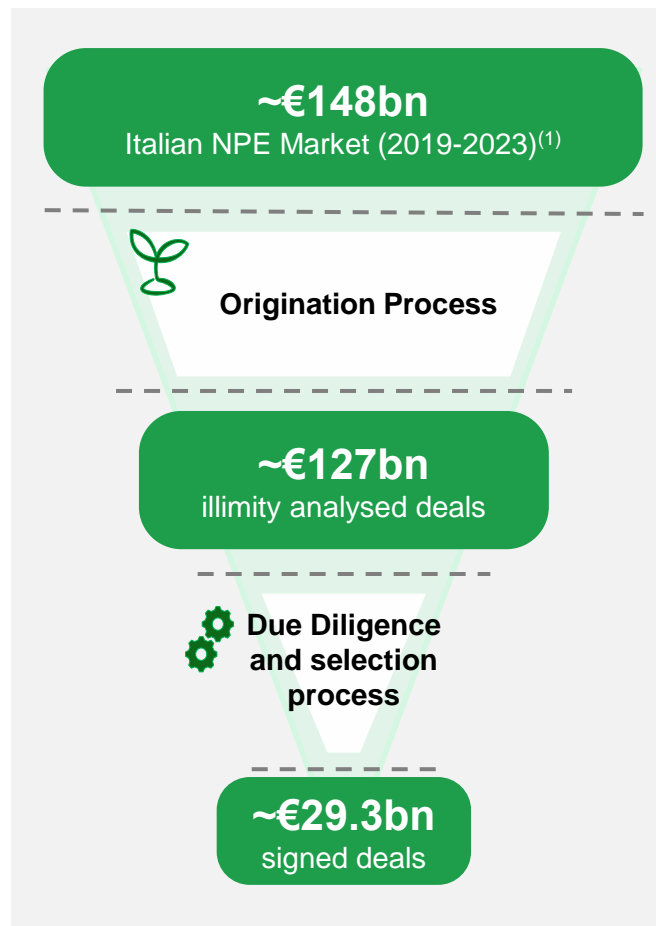 ~€148bn
Italian NPE Market (2019-2023)(1)
Origination Process
~€127bn
illimity analysed deals
Due Diligence
and selection
process
~€29.3bn
signed deals